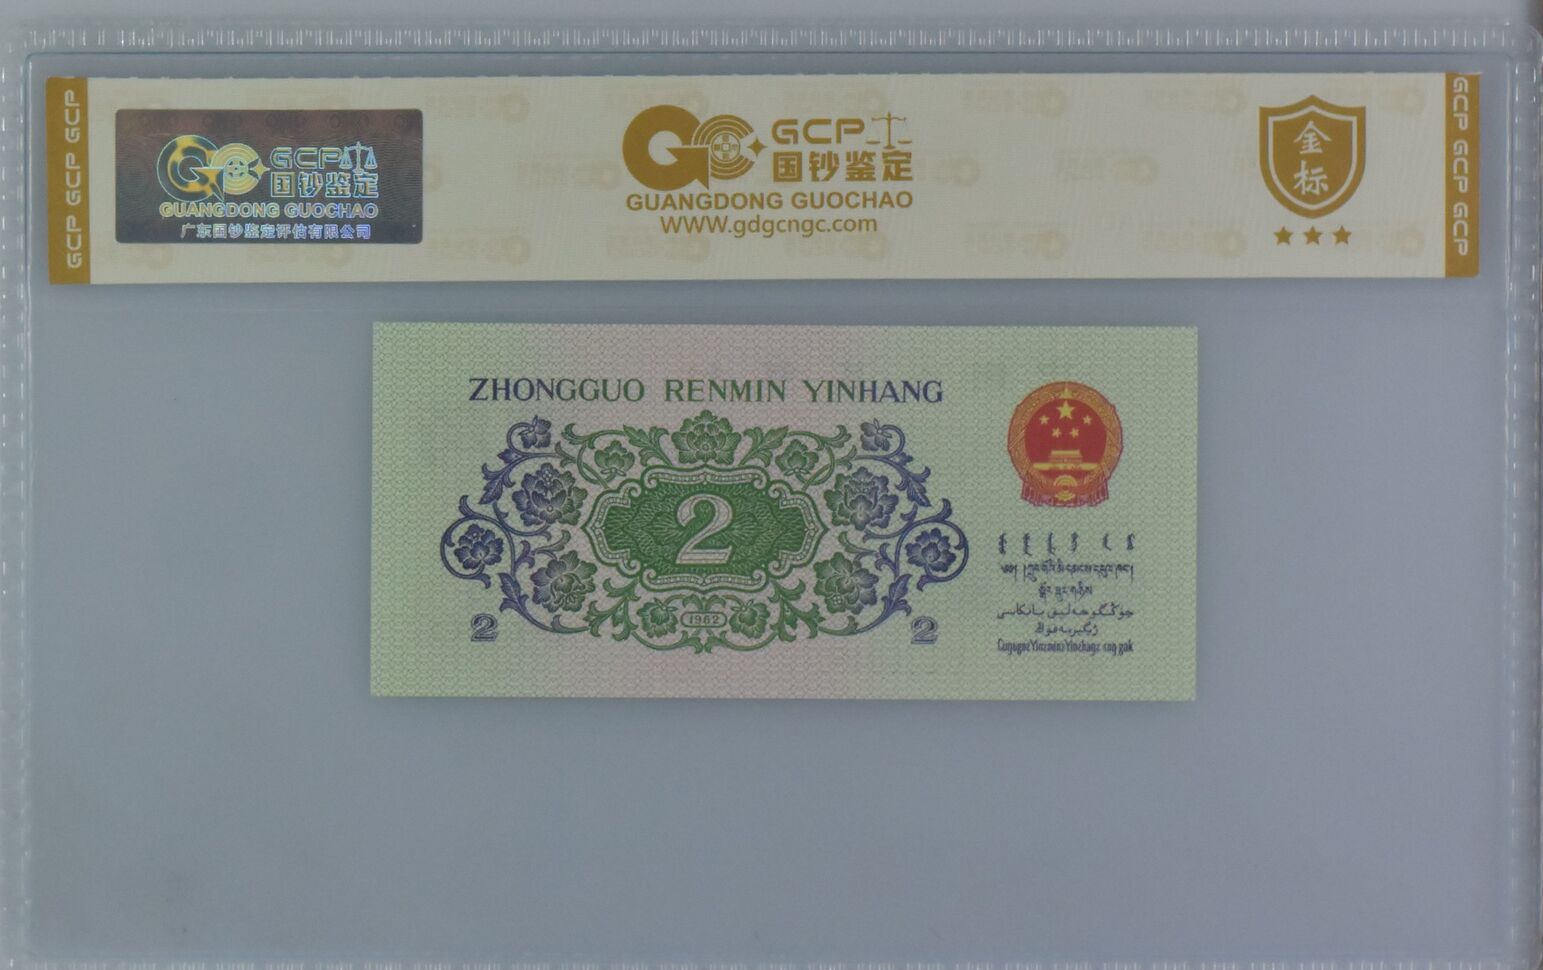 GCP GCP GCP
GCP
国钞鉴定
GUANGDONG GUOCHAO
广东国钞鉴定评估有限公司
GCP
国钞鉴定
GUANGDONG GUOCHAO
www.gdgcngc.com
金
标
GCP GCP GCP
ZHONGGUO RENMIN YINHANG
2
1962
2
2